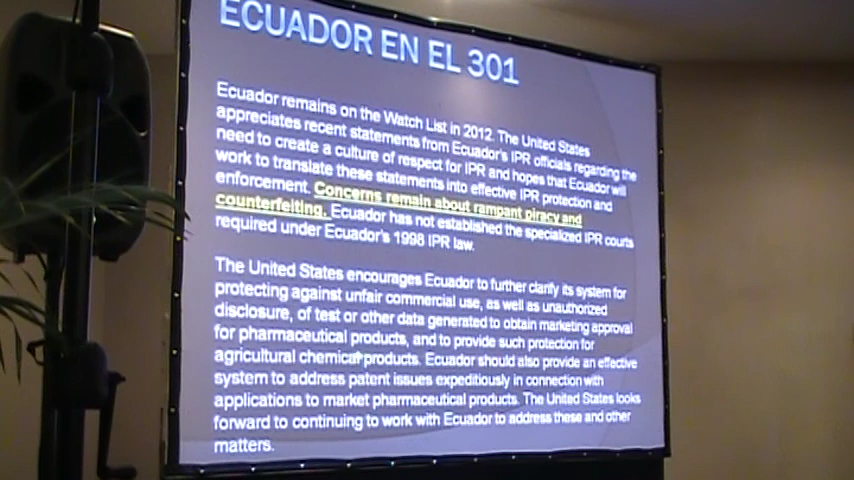 ECUADOR EN EL 301
Ecuador remains on the Watch List in 2012. The United States
appreciates recent statements from Ecuador's IPR officials regarding the
need to create a culture of respect for IPR and hopes that Ecuador will
work to translate these statements into effective IPR protection and
enforcement. Concerns remain about rampant piracy and
counterfeiting. Ecuador has not established the specialized IPR courts
required under Ecuador's 1998 IPR law.
The United States encourages Ecuador to further clarify its system for
protecting against unfair commercial use, as well as unauthorized
disclosure, of test or other data generated to obtain marketing approval
for pharmaceutical products, and to provide such protection for
agricultural chemical products. Ecuador should also provide an effective
system to address patent issues expeditiously in connection with
applications to market pharmaceutical products. The United States looks
forward to continuing to work with Ecuador to address these and other
matters.